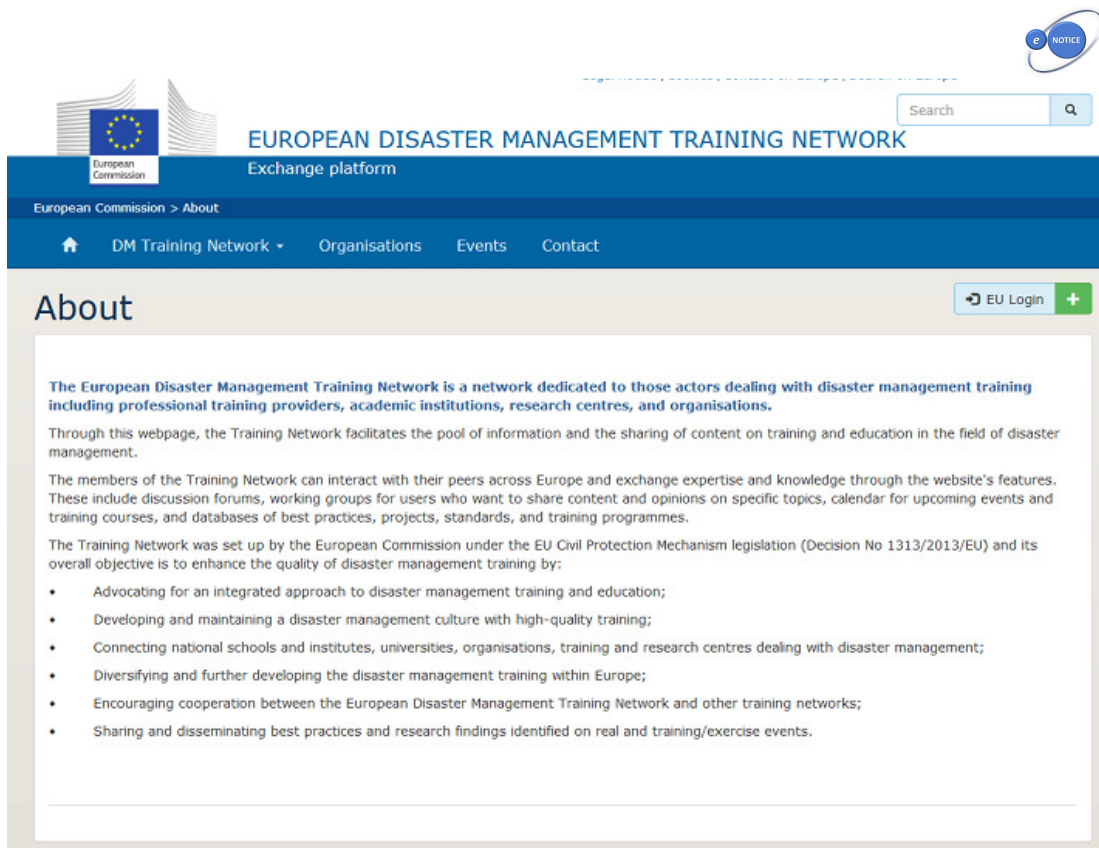 e NOTICE
Search
EUROPEAN DISASTER MANAGEMENT TRAINING NETWORK
European
Commission
Exchange platform
European Commission > About
DM Training Network
Organisations
Events
Contact
About
EU Login
+
The European Disaster Management Training Network is a network dedicated to those actors dealing with disaster management training
including professional training providers, academic institutions, research centres, and organisations.
Through this webpage, the Training Network facilitates the pool of information and the sharing of content on training and education in the field of disaster
management.
The members of the Training Network can interact with their peers across Europe and exchange expertise and knowledge through the website's features.
These include discussion forums, working groups for users who want to share content and opinions on specific topics, calendar for upcoming events and
training courses, and databases of best practices, projects, standards, and training programmes.
The Training Network was set up by the European Commission under the EU Civil Protection Mechanism legislation (Decision No 1313/2013/EU) and its
overall objective is to enhance the quality of disaster management training by:
• Advocating for an integrated approach to disaster management training and education;
• Developing and maintaining a disaster management culture with high-quality training;
• Connecting national schools and institutes, universities, organisations, training and research centres dealing with disaster management;
• Diversifying and further developing the disaster management training within Europe;
• Encouraging cooperation between the European Disaster Management Training Network and other training networks;
• Sharing and disseminating best practices and research findings identified on real and training/exercise events.